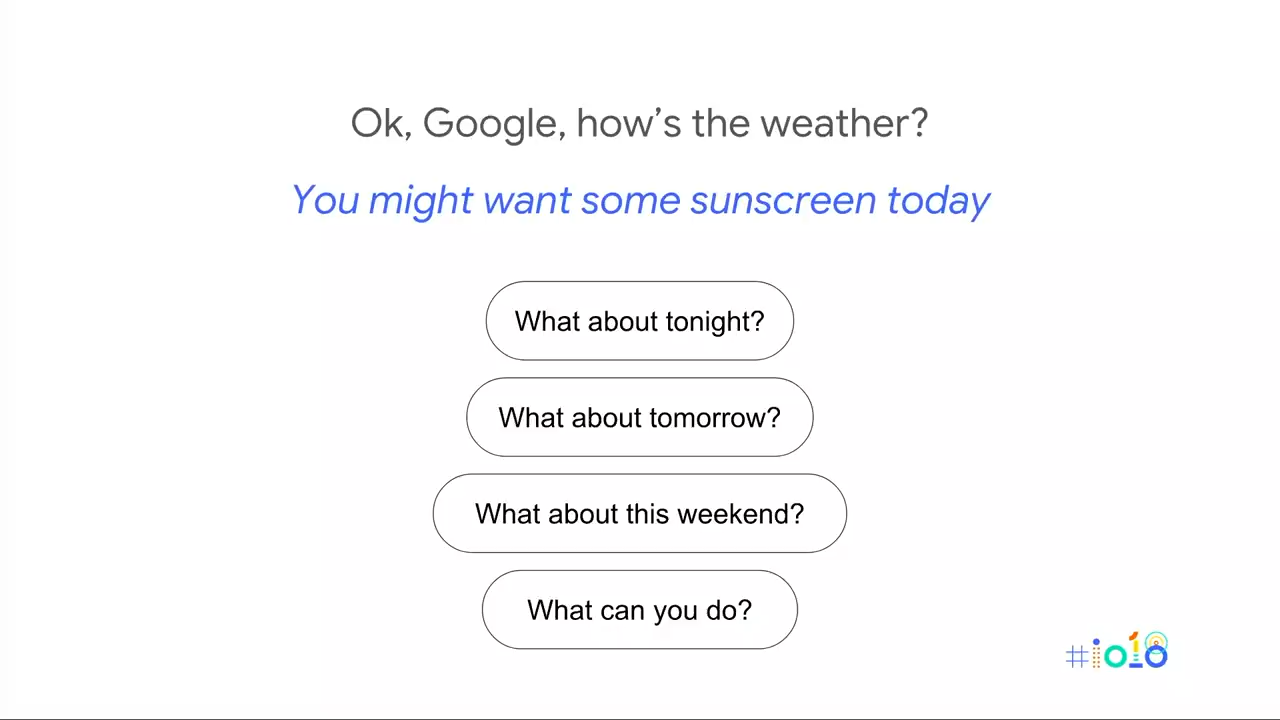 Ok, Google, how’s the weather?
You might want some sunscreen today
What about tonight?
What about tomorrow?
What about this weekend?
What can you do?
#io18